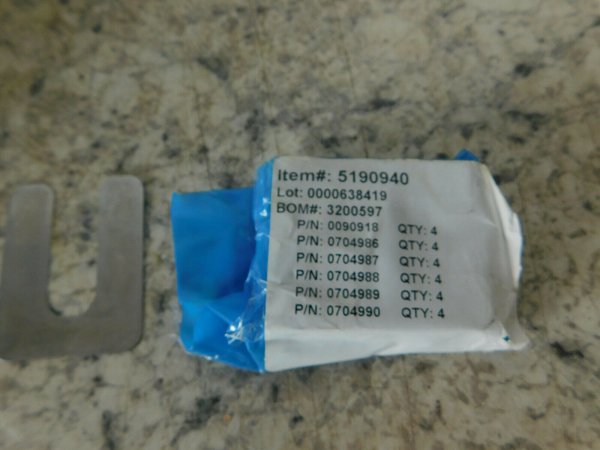 Item#: 5190940
Lot: 0000638419
BOM#: 3200597
P/N: 0090918 QTY: 4
P/N: 0704986 QTY: 4
P/N: 0704987 QTY: 4
P/N: 0704988 QTY: 4
P/N: 0704989 QTY: 4
P/N: 0704990 QTY: 4